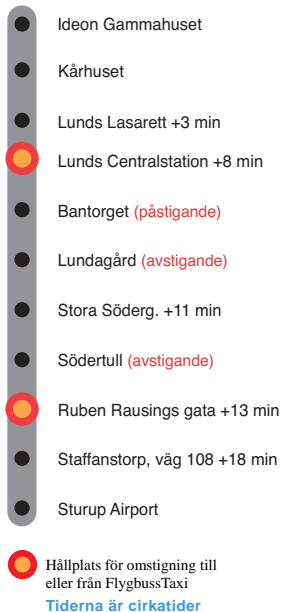 Ideon Gammahuset
Kårhuset
Lunds Lasarett +3 min
Lunds Centralstation +8 min
Bantorget (påstigande)
Lundagård (avstigande)
Stora Söderg. +11 min
Södertull (avstigande)
Ruben Rausings gata +13 min
Staffanstorp, väg 108 +18 min
Sturup Airport
Hållplats för omstigning till
eller från FlygbussTaxi
Tiderna är cirkatider